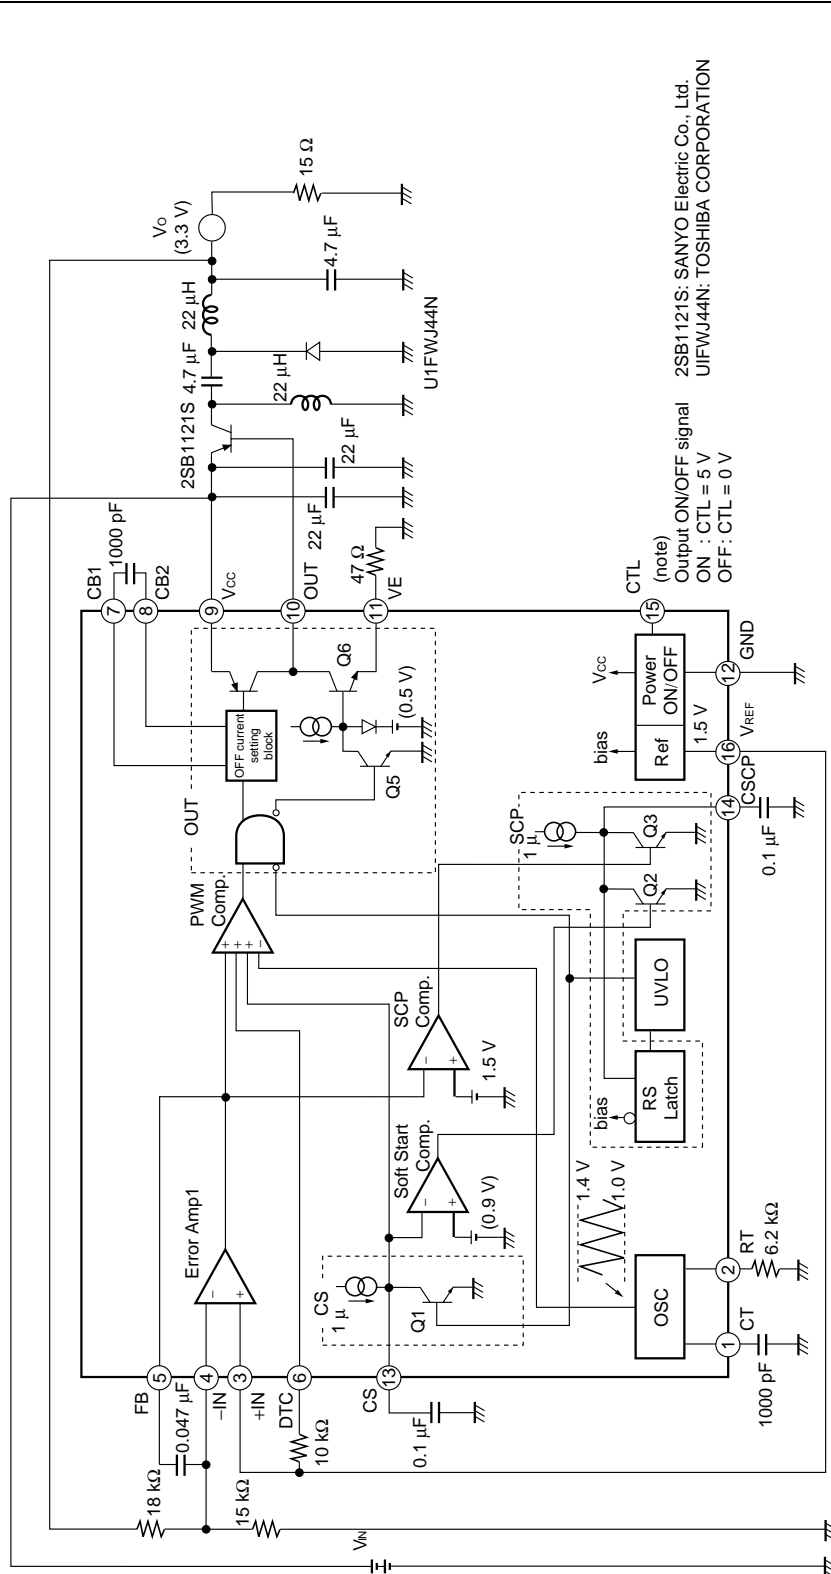 VIN
18 kΩ
15 kΩ
0.047 µF
FB
5
4
−IN
3
+IN
DTC
6
10 kΩ
CS
13
0.1 µF
1
CT
1000 pF
2
RT
6.2 kΩ
Error Amp1
−
+
CS
1 µ
Q1
OSC
1.4 V
1.0 V
Soft Start
Comp.
−
+
(0.9 V)
SCP
Comp.
−
+
1.5 V
bias
RS
Latch
UVLO
SCP
1 µ
Q2
Q3
14
CSCP
0.1 µF
PWM
Comp.
+
+
+
−
OUT
OFF current
setting
block
Q5
Q6
(0.5 V)
bias
Ref
Power
ON/OFF
VCC
1.5 V
16
VREF
12
GND
7
CB1
1000 pF
8
CB2
9
VCC
10
OUT
11
VE
47 Ω
15
CTL
(note)
Output ON/OFF signal
ON : CTL = 5 V
OFF : CTL = 0 V
22 µF
22 µF
2SB1121S
4.7 µF
22 µH
22 µH
U1FWJ44N
4.7 µF
VO
(3.3 V)
15 Ω
2SB1121S: SANYO Electric Co., Ltd.
UIFWJ44N: TOSHIBA CORPORATION